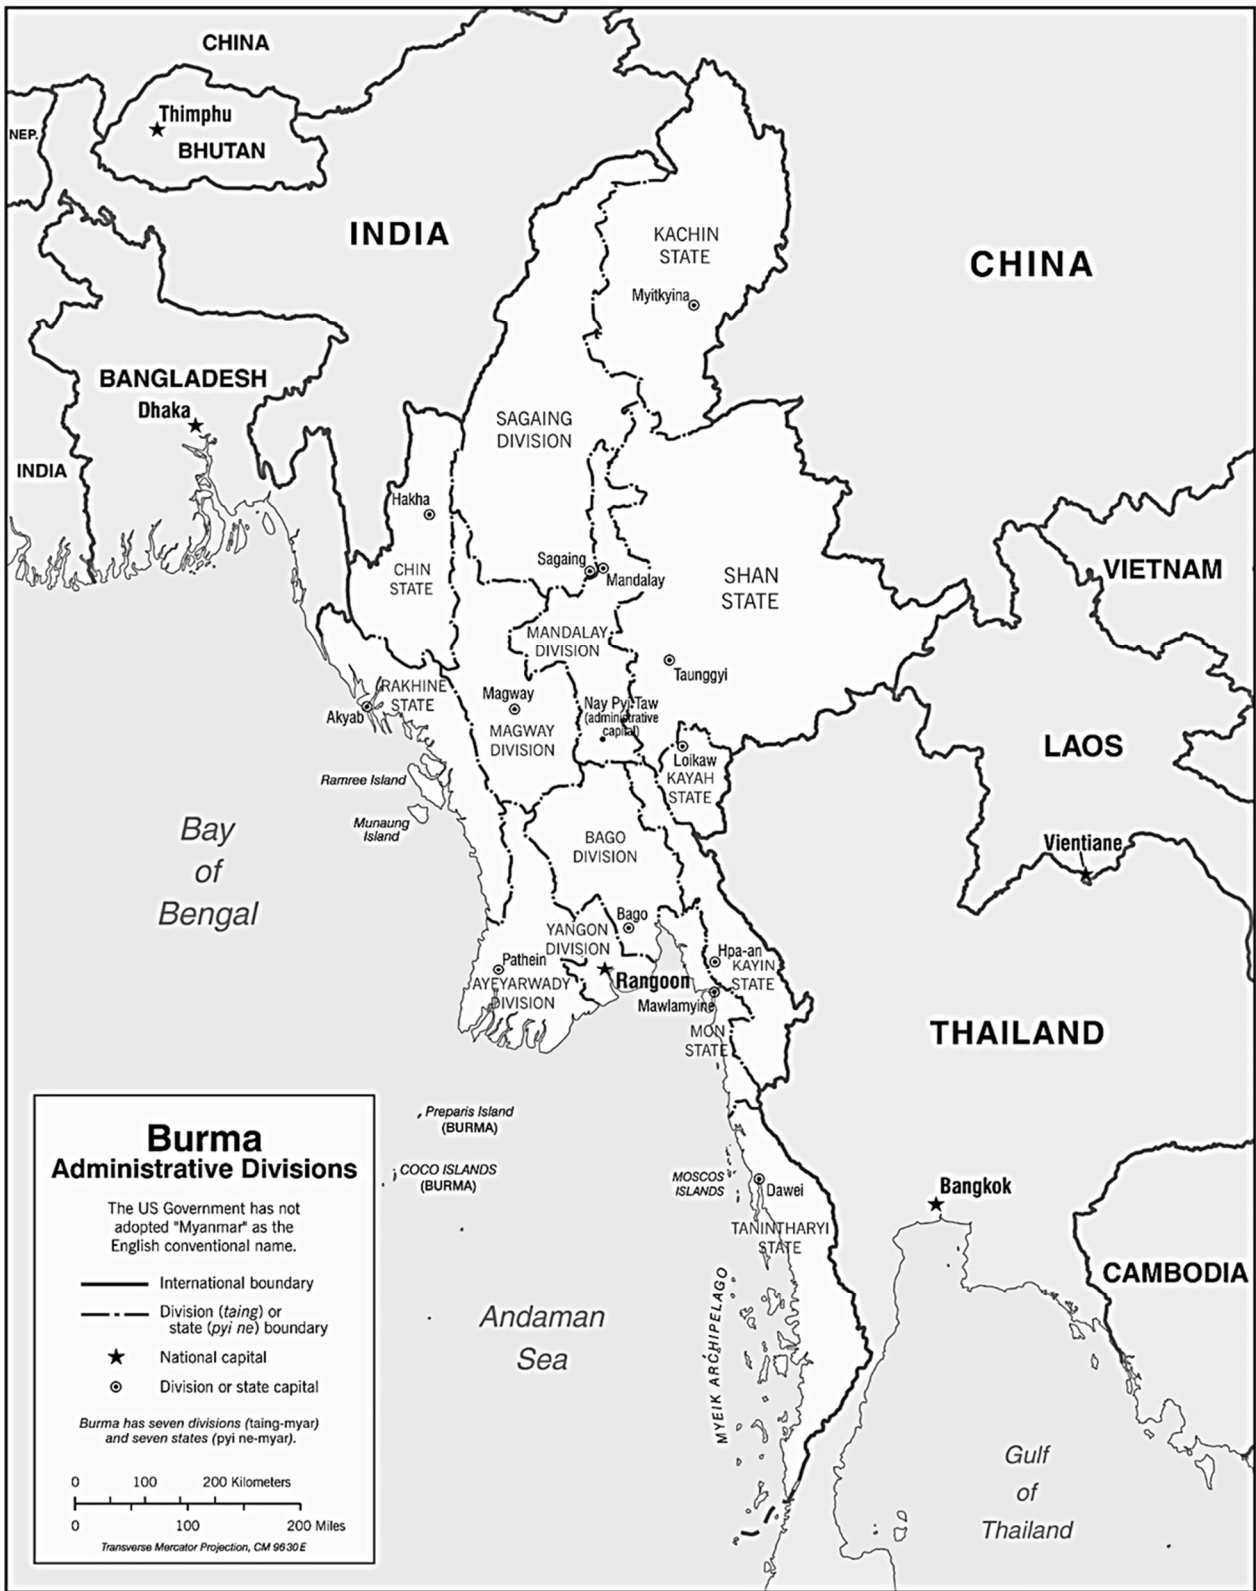 CHINA
Thimphu
NEP.
BHUTAN
INDIA
KACHIN
STATE
CHINA
Myitkyina
BANGLADESH
Dhaka
SAGAING
DIVISION
INDIA
Hakha
Sagaing
Mandalay
CHIN
STATE
SHAN
STATE
VIETNAM
MANDALAY
DIVISION
Taunggyi
RAKHINE
STATE
Akyab
Magway
MAGWAY
DIVISION
Nay Pyi Taw
(administrative
capital)
Loikaw
KAYAH
STATE
LAOS
Ramree Island
Munaung
Island
Bay
of
Bengal
BAGO
DIVISION
Vientiane
Bago
YANGON
DIVISION
Pathein
AYEYARWADY
DIVISION
Rangoon
Hpa-an
KAYIN
STATE
Mawlamyine
MON
STATE
THAILAND
Preparis Island
(BURMA)
COCO ISLANDS
(BURMA)
MOSCOS
ISLANDS
Dawei
TANINTHARYI
STATE
Bangkok
CAMBODIA
MYEIK ARCHIPELAGO
Andaman
Sea
Gulf
of
Thailand
Burma
Administrative Divisions
The US Government has not
adopted "Myanmar" as the
English conventional name.
International boundary
Division (taing) or
state (pyi ne) boundary
National capital
Division or state capital
Burma has seven divisions (taing-myar)
and seven states (pyi ne-myar).
0 100 200 Kilometers
0 100 200 Miles
Transverse Mercator Projection, CM 9630E